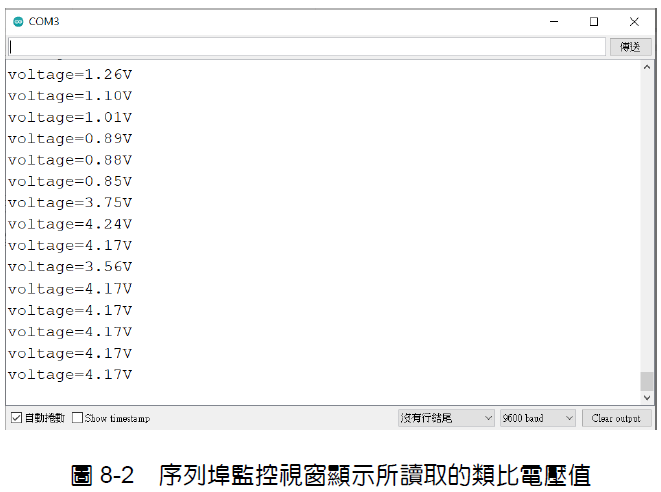 COM3
傳送
voltage=1.26V
voltage=1.10V
voltage=1.01V
voltage=0.89V
voltage=0.88V
voltage=0.85V
voltage=3.75V
voltage=4.24V
voltage=4.17V
voltage=3.56V
voltage=4.17V
voltage=4.17V
voltage=4.17V
voltage=4.17V
voltage=4.17V
自動捲動 Show timestamp 沒有行結尾 9600 baud Clear output
圖 8-2 序列埠監控視窗顯示所讀取的類比電壓值